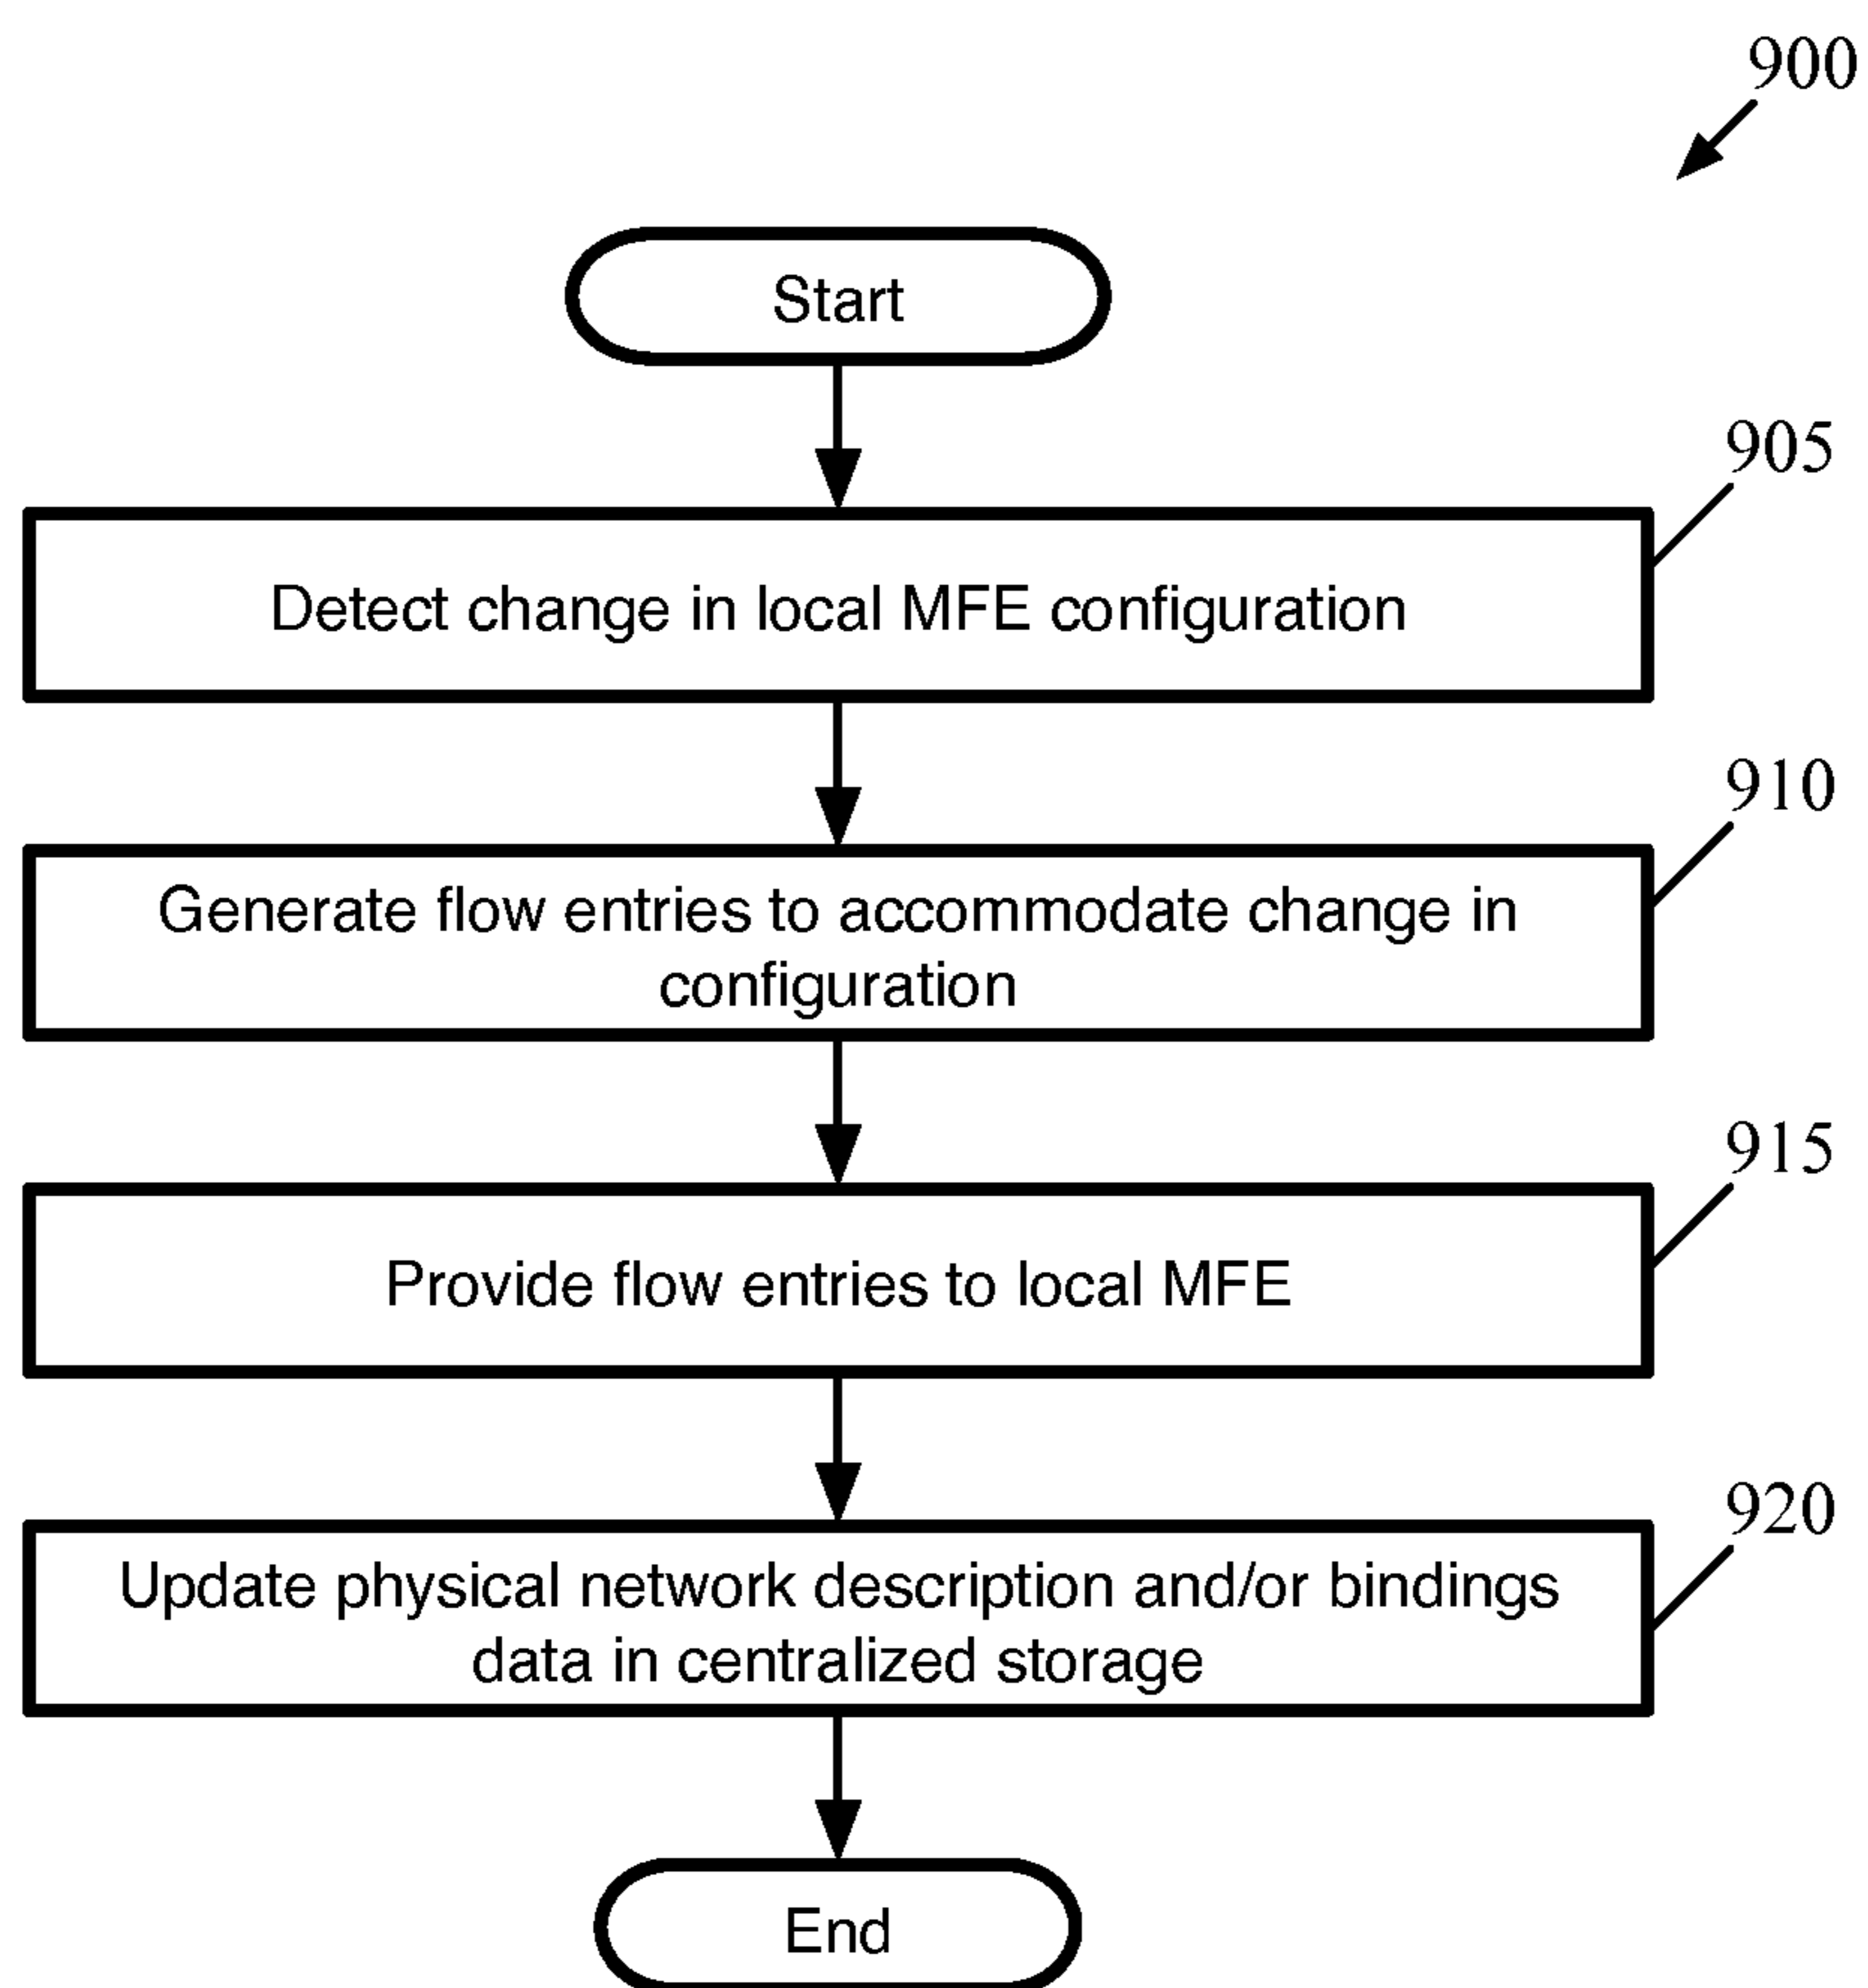 900
Start
905
Detect change in local MFE configuration
910
Generate flow entries to accommodate change in
configuration
915
Provide flow entries to local MFE
920
Update physical network description and/or bindings
data in centralized storage
End